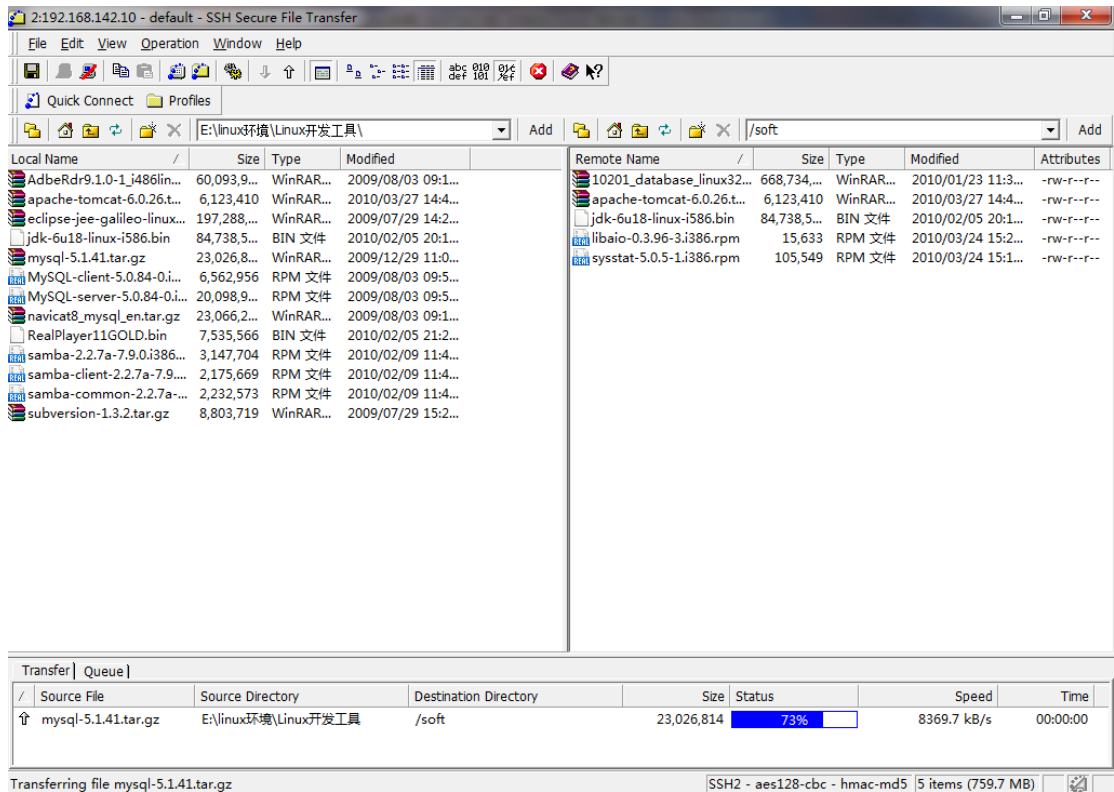 2:192.168.142.10 - default - SSH Secure File Transfer
File Edit View Operation Window Help
abc def 010 101
Quick Connect Profiles
E:\linux环境\Linux开发工具\ Add /soft Add
Local Name / Size Type Modified
AdbeRdr9.1.0-1_i486lin... 60,093,9... WinRAR... 2009/08/03 09:1...
apache-tomcat-6.0.26.t... 6,123,410 WinRAR... 2010/03/27 14:4...
eclipse-jee-galileo-linux... 197,288,... WinRAR... 2009/07/29 14:2...
jdk-6u18-linux-i586.bin 84,738,5... BIN 文件 2010/02/05 20:1...
mysql-5.1.41.tar.gz 23,026,8... WinRAR... 2009/12/29 11:0...
MySQL-client-5.0.84-0.i... 6,562,956 RPM 文件 2009/08/03 09:5...
MySQL-server-5.0.84-0.i... 20,098,9... RPM 文件 2009/08/03 09:5...
navicat8_mysql_en.tar.gz 23,066,2... WinRAR... 2009/08/03 09:1...
RealPlayer11GOLD.bin 7,535,566 BIN 文件 2010/02/05 21:2...
samba-2.2.7a-7.9.0.i386... 3,147,704 RPM 文件 2010/02/09 11:4...
samba-client-2.2.7a-7.9.... 2,175,669 RPM 文件 2010/02/09 11:4...
samba-common-2.2.7a-... 2,232,573 RPM 文件 2010/02/09 11:4...
subversion-1.3.2.tar.gz 8,803,719 WinRAR... 2009/07/29 15:2...
Remote Name / Size Type Modified Attributes
10201_database_linux32... 668,734,... WinRAR... 2010/01/23 11:3... -rw-r--r--
apache-tomcat-6.0.26.t... 6,123,410 WinRAR... 2010/03/27 14:4... -rw-r--r--
jdk-6u18-linux-i586.bin 84,738,5... BIN 文件 2010/02/05 20:1... -rw-r--r--
libaio-0.3.96-3.i386.rpm 15,633 RPM 文件 2010/03/24 15:2... -rw-r--r--
sysstat-5.0.5-1.i386.rpm 105,549 RPM 文件 2010/03/24 15:1... -rw-r--r--
Transfer Queue
/ Source File Source Directory Destination Directory Size Status Speed Time
mysql-5.1.41.tar.gz E:\linux环境\Linux开发工具 /soft 23,026,814 73% 8369.7 kB/s 00:00:00
Transferring file mysql-5.1.41.tar.gz SSH2 - aes128-cbc - hmac-md5 5 items (759.7 MB)